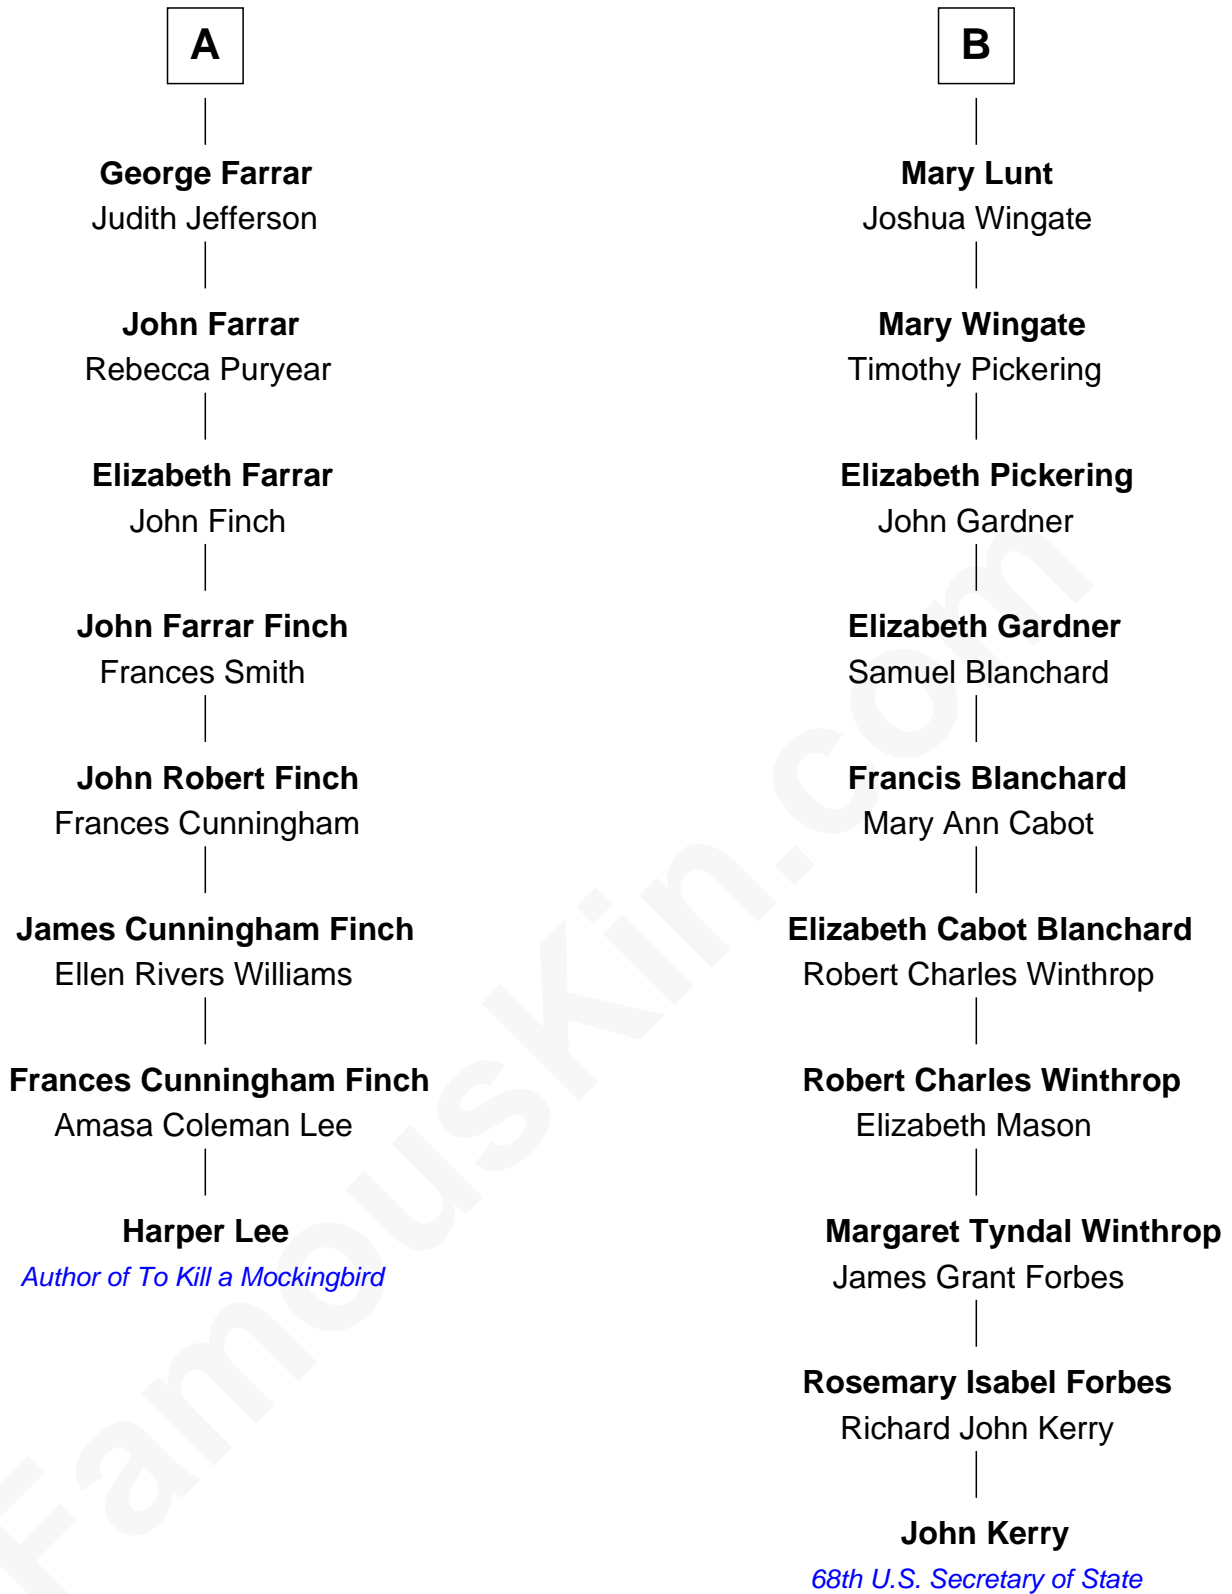 A
George Farrar
Judith Jefferson
John Farrar
Rebecca Puryear
Elizabeth Farrar
John Finch
John Farrar Finch
Frances Smith
John Robert Finch
Frances Cunningham
James Cunningham Finch
Ellen Rivers Williams
Frances Cunningham Finch
Amasa Coleman Lee
Harper Lee
Author of To Kill a Mockingbird
B
Mary Lunt
Joshua Wingate
Mary Wingate
Timothy Pickering
Elizabeth Pickering
John Gardner
Elizabeth Gardner
Samuel Blanchard
Francis Blanchard
Mary Ann Cabot
Elizabeth Cabot Blanchard
Robert Charles Winthrop
Robert Charles Winthrop
Elizabeth Mason
Margaret Tyndal Winthrop
James Grant Forbes
Rosemary Isabel Forbes
Richard John Kerry
John Kerry
68th U.S. Secretary of State
FamousKin.com